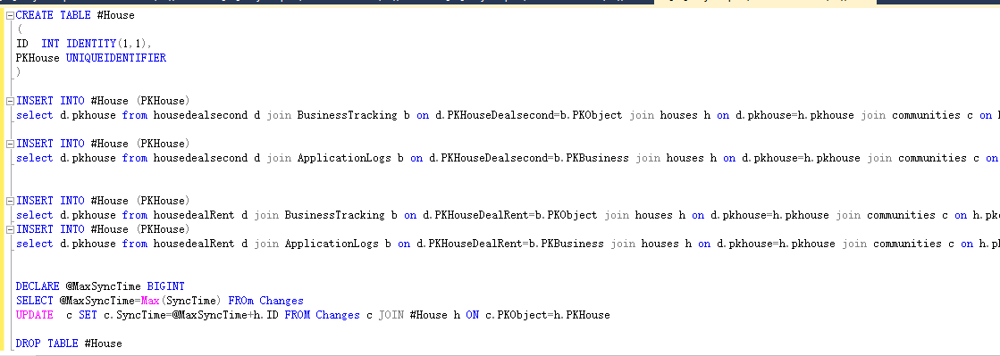 CREATE TABLE #House
(
ID  INT IDENTITY(1,1),
PKHouse UNIQUEIDENTIFIER
)
INSERT INTO #House (PKHouse)
select d.pkhouse from housedealsecond d join BusinessTracking b on d.PKHouseDealsecond=b.PKObject join houses h on d.pkhouse=h.pkhouse join communities c on
INSERT INTO #House (PKHouse)
select d.pkhouse from housedealsecond d join ApplicationLogs b on d.PKHouseDealsecond=b.PKBusiness join houses h on d.pkhouse=h.pkhouse join communities c on
INSERT INTO #House (PKHouse)
select d.pkhouse from housedealRent d join BusinessTracking b on d.PKHouseDealRent=b.PKObject join houses h on d.pkhouse=h.pkhouse join communities c on
INSERT INTO #House (PKHouse)
select d.pkhouse from housedealRent d join ApplicationLogs b on d.PKHouseDealRent=b.PKBusiness join houses h on d.pkhouse=h.pkhouse join communities c on
DECLARE @MaxSyncTime BIGINT
SELECT @MaxSyncTime=Max(SyncTime) FROm Changes
UPDATE  c SET c.SyncTime=@MaxSyncTime+h.ID FROM Changes c JOIN #House h ON c.PKObject=h.PKHouse
DROP TABLE #House